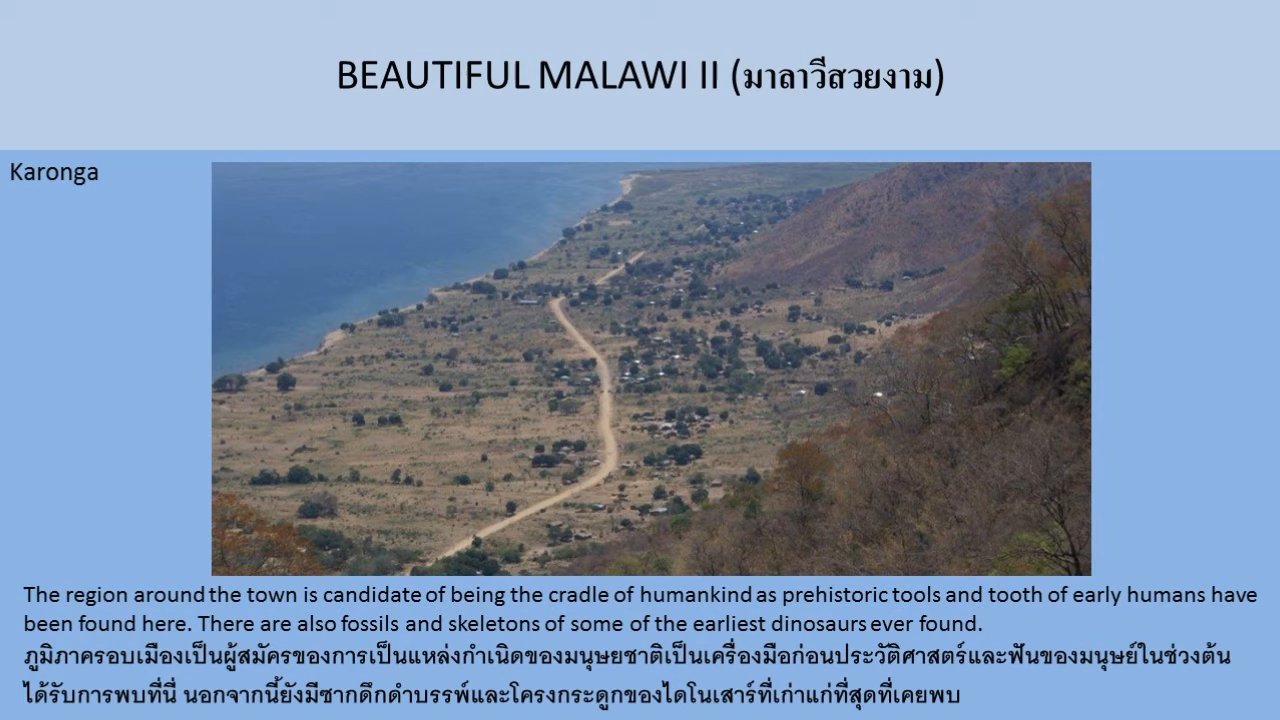 BEAUTIFUL MALAWI II (มาลาวีสวยงาม)
Karonga
The region around the town is candidate of being the cradle of humankind as prehistoric tools and tooth of early humans have
been found here. There are also fossils and skeletons of some of the earliest dinosaurs ever found.
ภูมิภาครอบเมืองเป็นผู้สมัครของการเป็นแหล่งกำเนิดของมนุษยชาติเป็นเครื่องมือก่อนประวัติศาสตร์และฟันของมนุษย์ในช่วงต้น
ได้รับการพบที่นี่ นอกจากนี้ยังมีซากดึกดำบรรพ์และโครงกระดูกของไดโนเสาร์ที่เก่าแก่ที่สุดที่เคยพบ